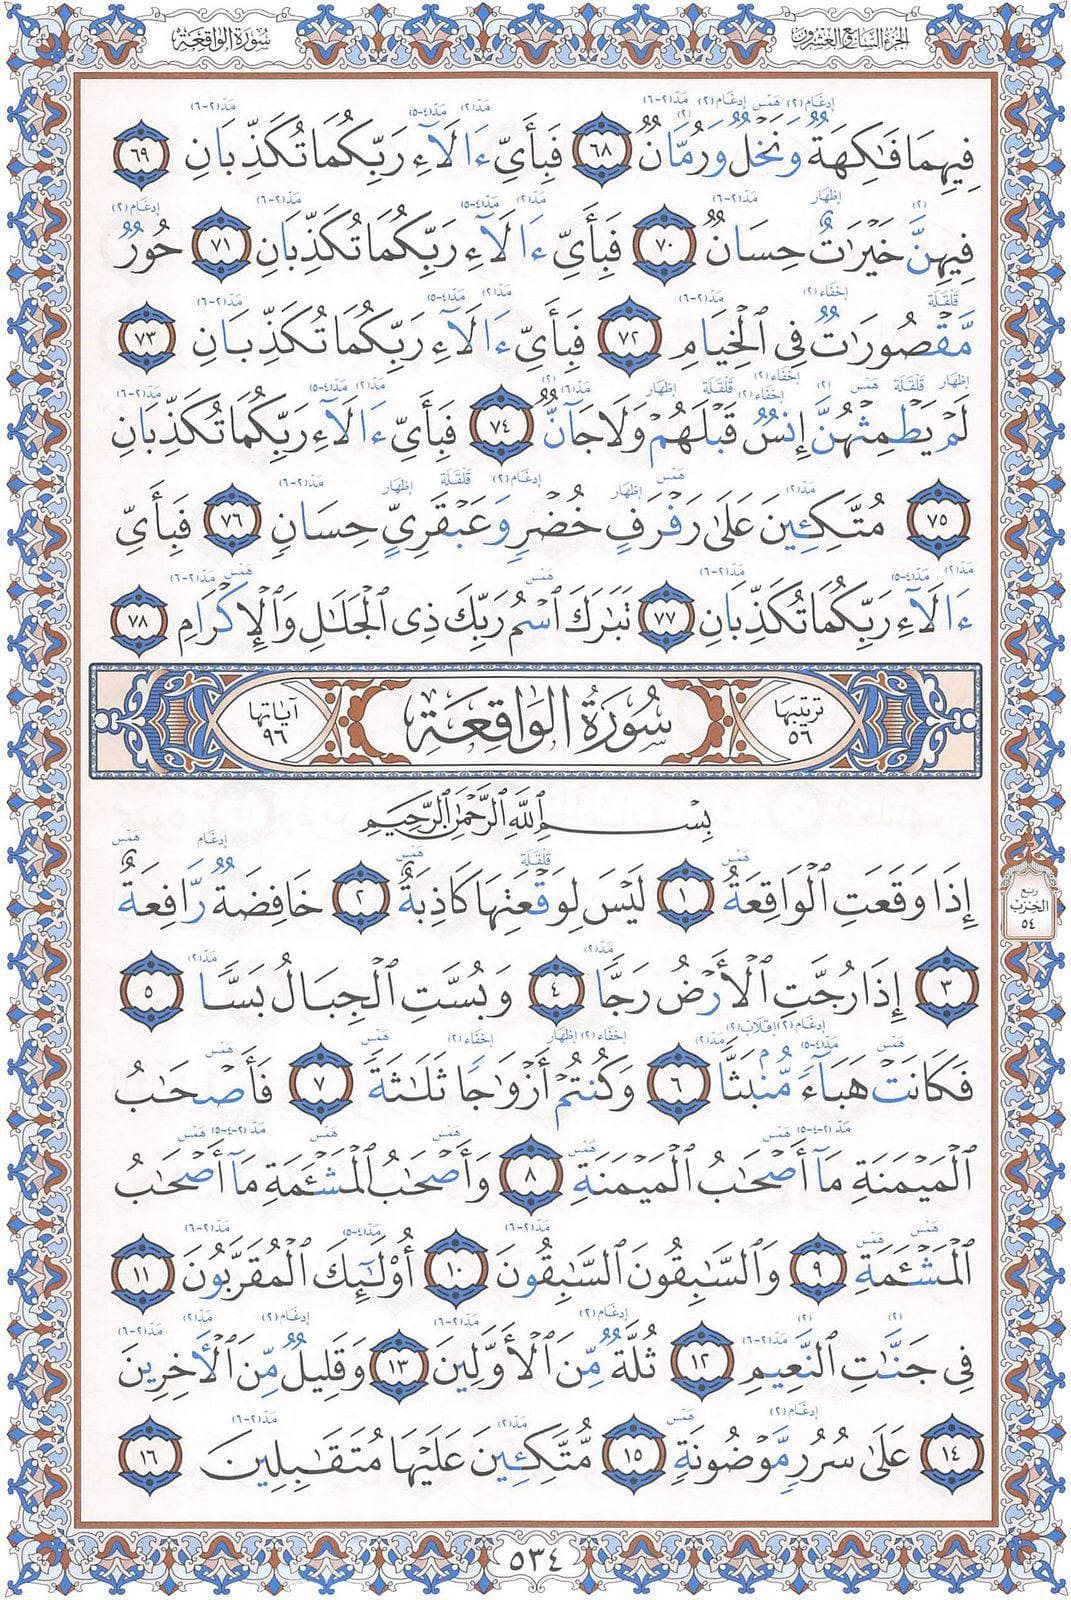 الجزء السابع والعشرون
سورة الواقعة
فِيهِمَا فَٰكِهَةٌ وَنَخْلٌ وَرُمَّانٌ ٦٨ فَبِأَىِّ ءَالَآءِ رَبِّكُمَا تُكَذِّبَانِ ٦٩
فِيهِنَّ خَيْرَٰتٌ حِسَانٌ ٧٠ فَبِأَىِّ ءَالَآءِ رَبِّكُمَا تُكَذِّبَانِ ٧١ حُورٌ
مَّقْصُورَٰتٌ فِى ٱلْخِيَامِ ٧٢ فَبِأَىِّ ءَالَآءِ رَبِّكُمَا تُكَذِّبَانِ ٧٣
لَمْ يَطْمِثْهُنَّ إِنسٌ قَبْلَهُمْ وَلَا جَآنٌّ ٧٤ فَبِأَىِّ ءَالَآءِ رَبِّكُمَا تُكَذِّبَانِ
٧٥ مُتَّكِـِٔينَ عَلَىٰ رَفْرَفٍ خُضْرٍ وَعَبْقَرِىٍّ حِسَانٍ ٧٦ فَبِأَىِّ
ءَالَآءِ رَبِّكُمَا تُكَذِّبَانِ ٧٧ تَبَٰرَكَ ٱسْمُ رَبِّكَ ذِى ٱلْجَلَٰلِ وَٱلْإِكْرَامِ ٧٨
ترتيبها ٥٦ سُورَةُ الوَاقِعَةِ آياتها ٩٦
بِسْمِ ٱللَّهِ ٱلرَّحْمَٰنِ ٱلرَّحِيمِ
إِذَا وَقَعَتِ ٱلْوَاقِعَةُ ١ لَيْسَ لِوَقْعَتِهَا كَاذِبَةٌ ٢ خَافِضَةٌ رَّافِعَةٌ
٣ إِذَا رُجَّتِ ٱلْأَرْضُ رَجًّا ٤ وَبُسَّتِ ٱلْجِبَالُ بَسًّا ٥
فَكَانَتْ هَبَآءً مُّنۢبَثًّا ٦ وَكُنتُمْ أَزْوَٰجًا ثَلَٰثَةً ٧ فَأَصْحَٰبُ
ٱلْمَيْمَنَةِ مَآ أَصْحَٰبُ ٱلْمَيْمَنَةِ ٨ وَأَصْحَٰبُ ٱلْمَشْـَٔمَةِ مَآ أَصْحَٰبُ
ٱلْمَشْـَٔمَةِ ٩ وَٱلسَّٰبِقُونَ ٱلسَّٰبِقُونَ ١٠ أُو۟لَٰٓئِكَ ٱلْمُقَرَّبُونَ ١١
فِى جَنَّٰتِ ٱلنَّعِيمِ ١٢ ثُلَّةٌ مِّنَ ٱلْأَوَّلِينَ ١٣ وَقَلِيلٌ مِّنَ ٱلْـَٔاخِرِينَ
١٤ عَلَىٰ سُرُرٍ مَّوْضُونَةٍ ١٥ مُّتَّكِـِٔينَ عَلَيْهَا مُتَقَٰبِلِينَ ١٦
ربع
الحزب
٥٤
٥٣٤